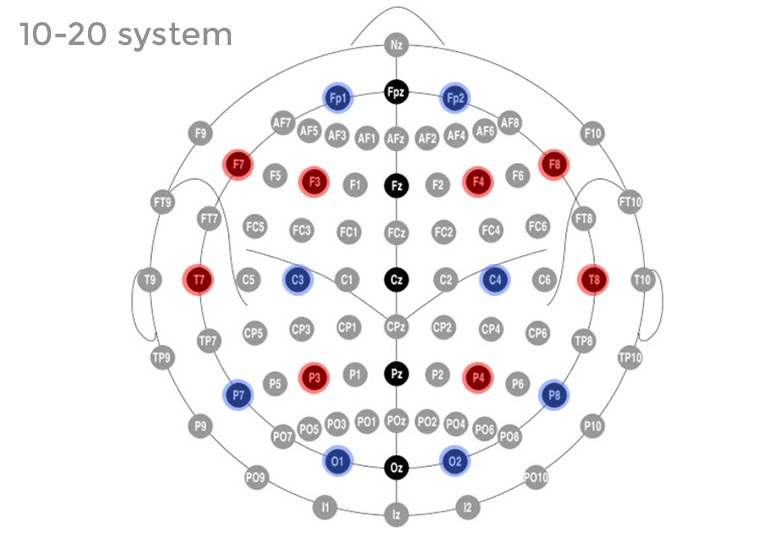 10-20 system
Nz
Fp1 Fpz Fp2
AF7 AF5 AF3 AF1 AFz AF2 AF4 AF6 AF8
F9 F10
F7 F5 F3 F1 Fz F2 F4 F6 F8
FT9 FT10
FT7 FC5 FC3 FC1 FCz FC2 FC4 FC6 FT8
T9 T7 C5 C3 C1 Cz C2 C4 C6 T8 T10
TP7 CP5 CP3 CP1 CPz CP2 CP4 CP6 TP8
TP9 TP10
P7 P5 P3 P1 Pz P2 P4 P6 P8
P9 P10
PO7 PO5 PO3 PO1 POz PO2 PO4 PO6 PO8
O1 Oz O2
PO9 PO10
I1 Iz I2